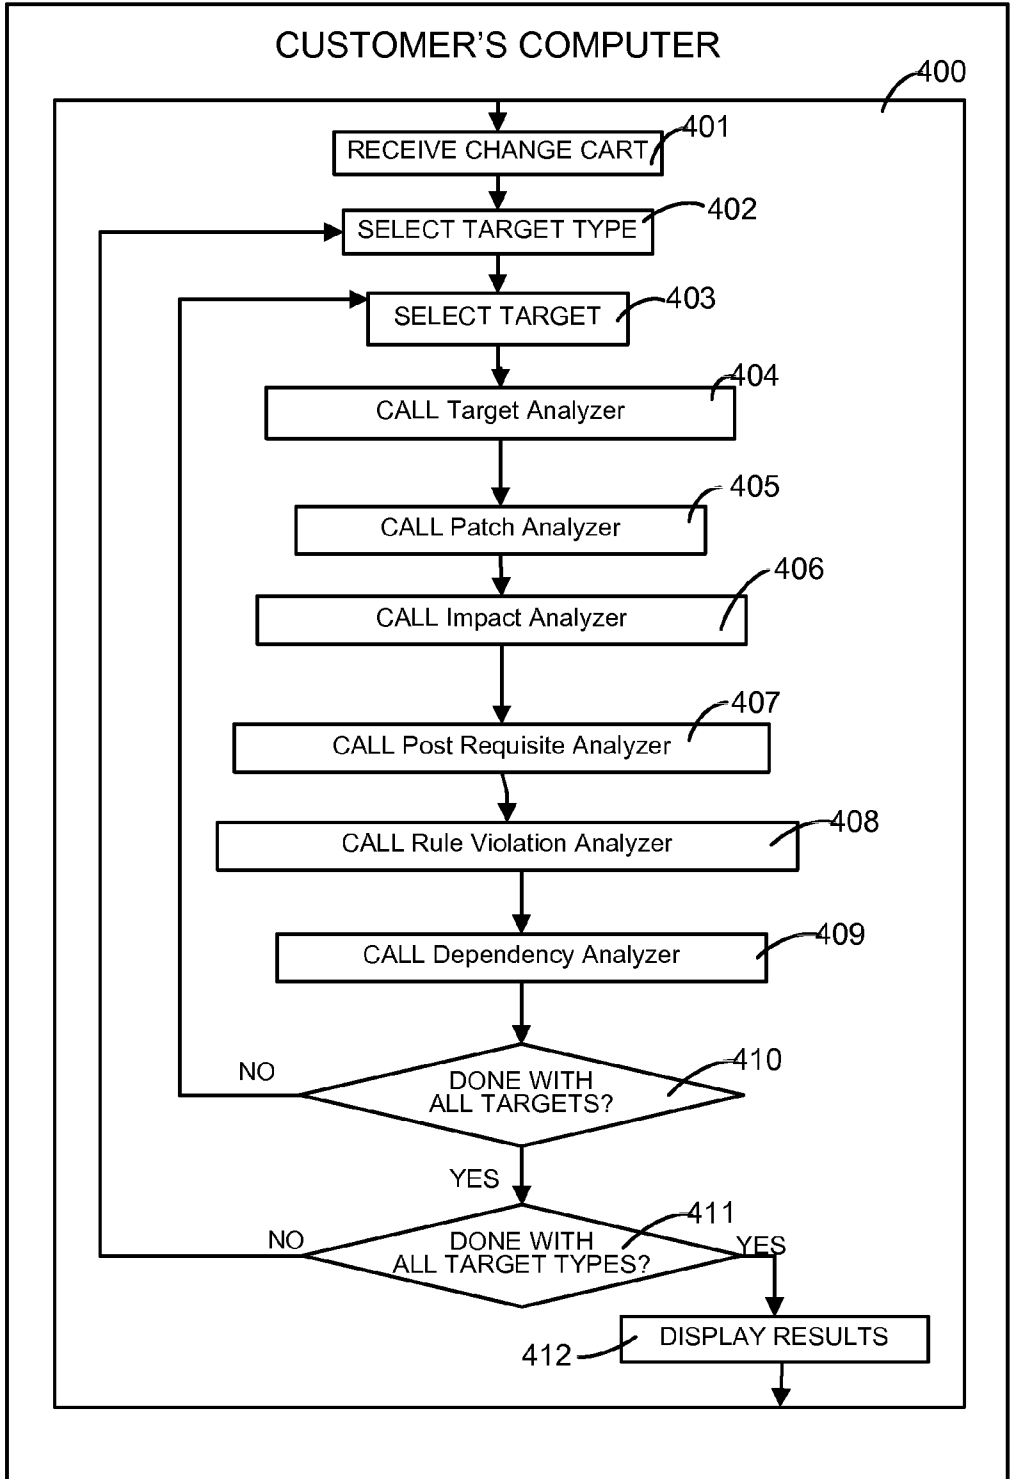 CUSTOMER'S COMPUTER
400
401
RECEIVE CHANGE CART
402
SELECT TARGET TYPE
403
SELECT TARGET
404
CALL Target Analyzer
405
CALL Patch Analyzer
406
CALL Impact Analyzer
407
CALL Post Requisite Analyzer
408
CALL Rule Violation Analyzer
409
CALL Dependency Analyzer
410
NO
DONE WITH
ALL TARGETS?
YES
411
NO
DONE WITH
ALL TARGET TYPES?
YES
DISPLAY RESULTS
412